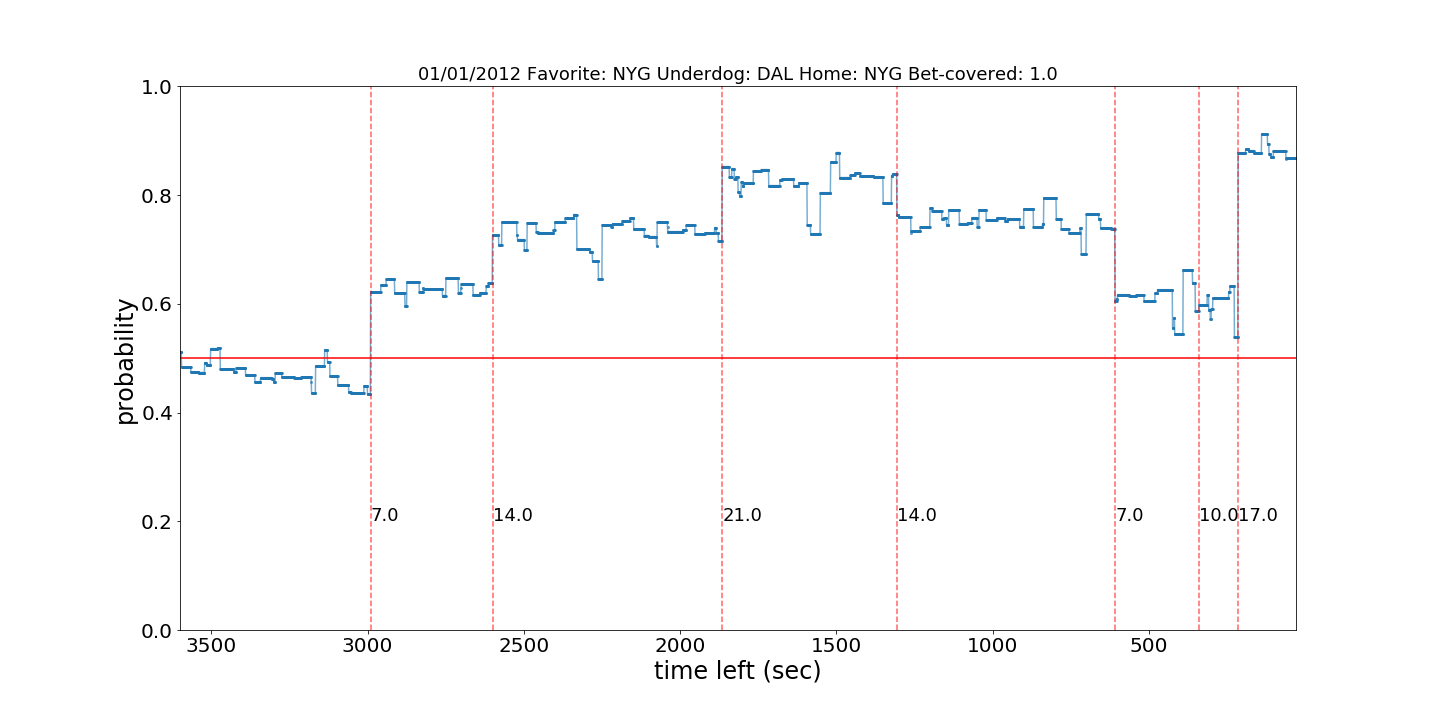 01/01/2012 Favorite: NYG Underdog: DAL Home: NYG Bet-covered: 1.0
1.0
0.8
0.6
0.4
0.2
0.0
probability
7.0 14.0 21.0 14.0 7.0 10.0 17.0
3500 3000 2500 2000 1500 1000 500
time left (sec)